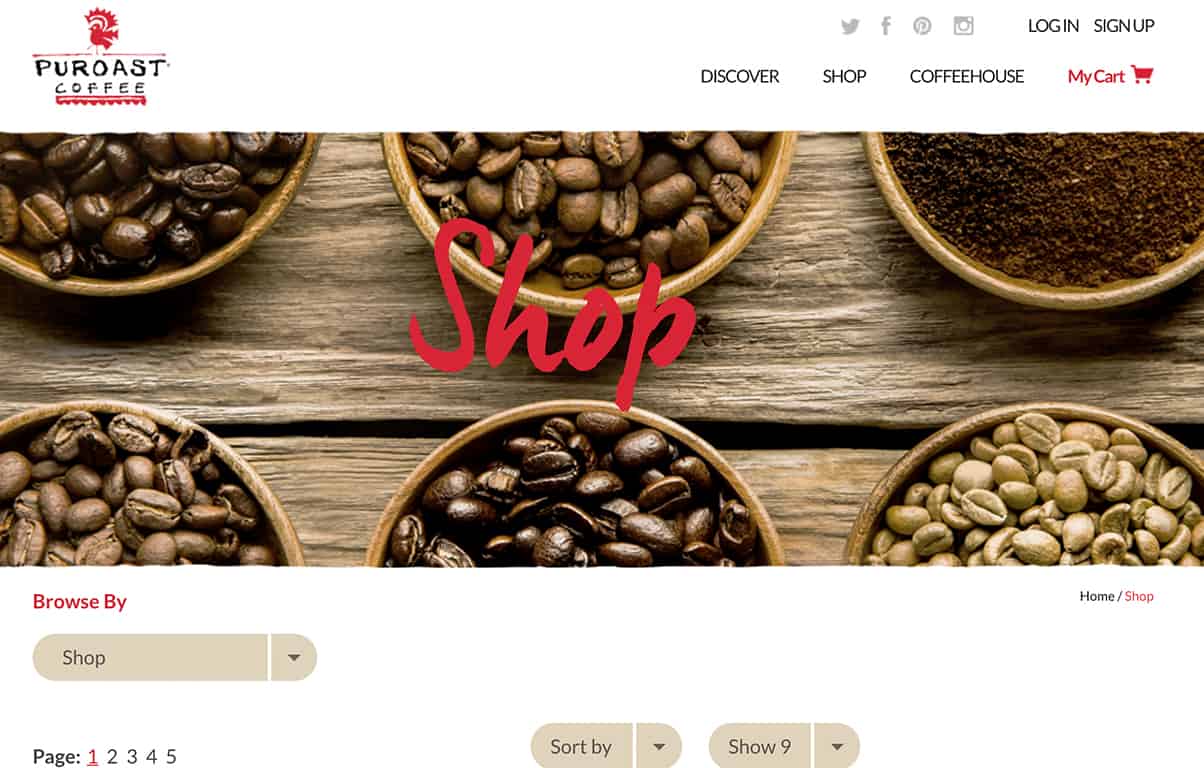 PUROAST
COFFEE
LOG IN SIGN UP
DISCOVER SHOP COFFEEHOUSE My Cart
Shop
Browse By
Home / Shop
Shop
Page: 1 2 3 4 5
Sort by
Show 9